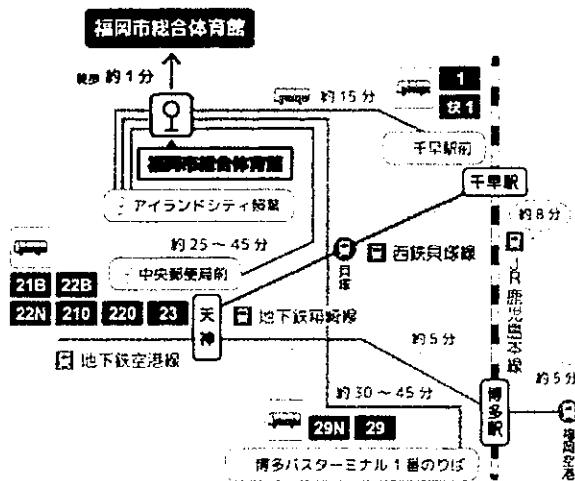 福岡市総合体育館
徒歩 約1分
約15分
1
快1
千早駅前
福岡市総合体育館
千早駅
アイランドシティ照葉
約8分
約25～45分
西鉄貝塚線
貝塚
中央郵便局前
JR鹿児島本線
21B 22B
22N 210 220 23
天神
地下鉄箱崎線
地下鉄空港線
約5分
約5分
博多駅
福岡空港
約30～45分
29N 29
博多バスターミナル1番のりば